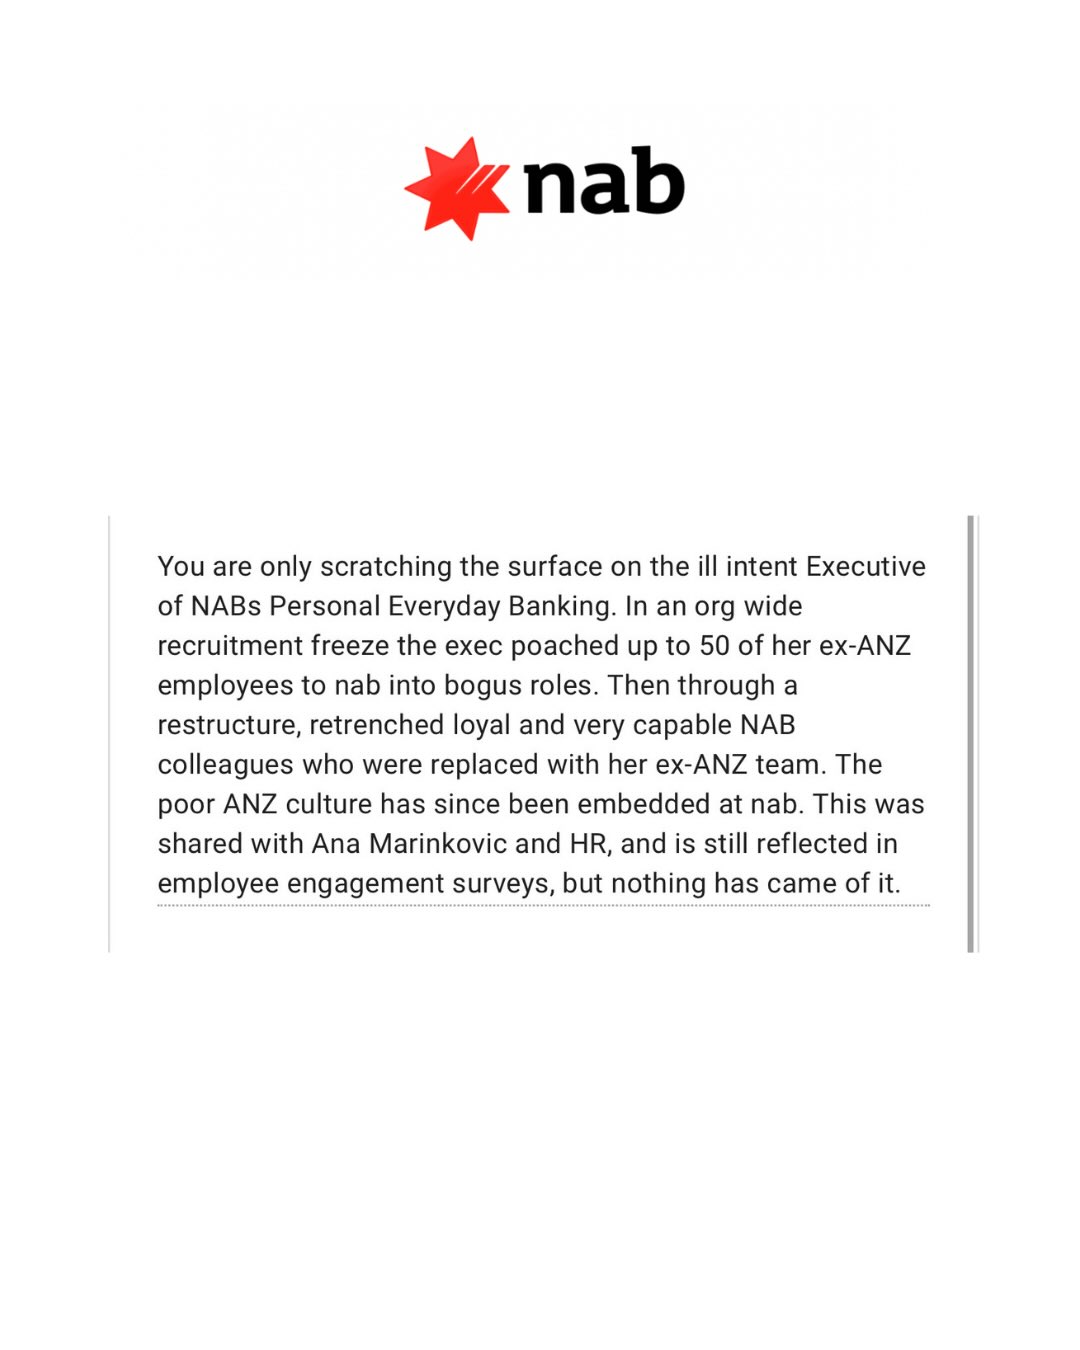 nab
You are only scratching the surface on the ill intent Executive
of NABs Personal Everyday Banking. In an org wide
recruitment freeze the exec poached up to 50 of her ex-ANZ
employees to nab into bogus roles. Then through a
restructure, retrenched loyal and very capable NAB
colleagues who were replaced with her ex-ANZ team. The
poor ANZ culture has since been embedded at nab. This was
shared with Ana Marinkovic and HR, and is still reflected in
employee engagement surveys, but nothing has came of it.